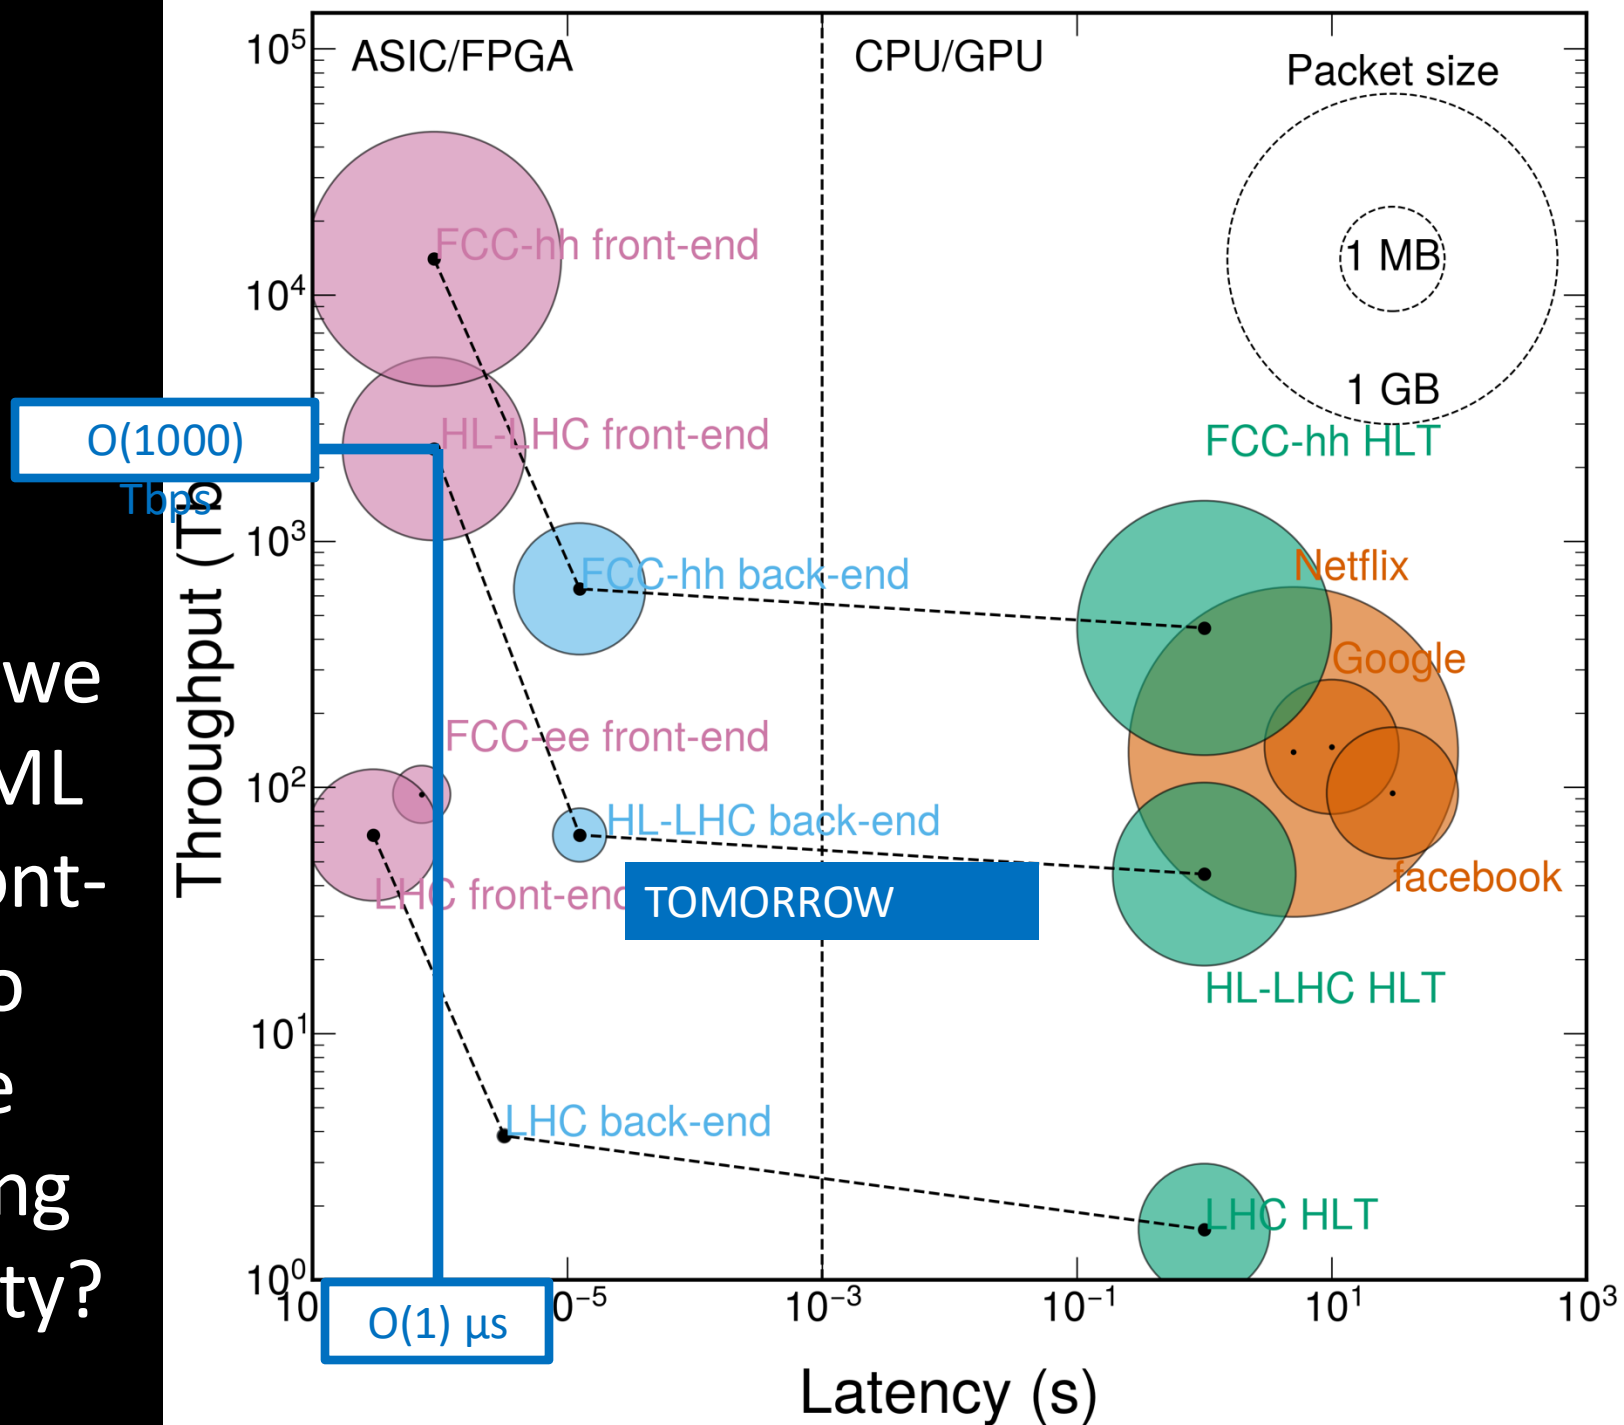 10⁵
ASIC/FPGA
CPU/GPU
Packet size
FCC-hh front-end
1 MB
10⁴
1 GB
O(1000)
Tbps
HL-LHC front-end
FCC-hh HLT
Throughput (Tb
10³
Netflix
FCC-hh back-end
Google
we
FCC-ee front-end
ML
10²
HL-LHC back-end
facebook
ont-
LHC front-end
TOMORROW
o
HL-LHC HLT
10¹
e
LHC back-end
ng
LHC HLT
ty?
10⁰
10
O(1) µs
0⁻⁵
10⁻³
10⁻¹
10¹
10³
Latency (s)